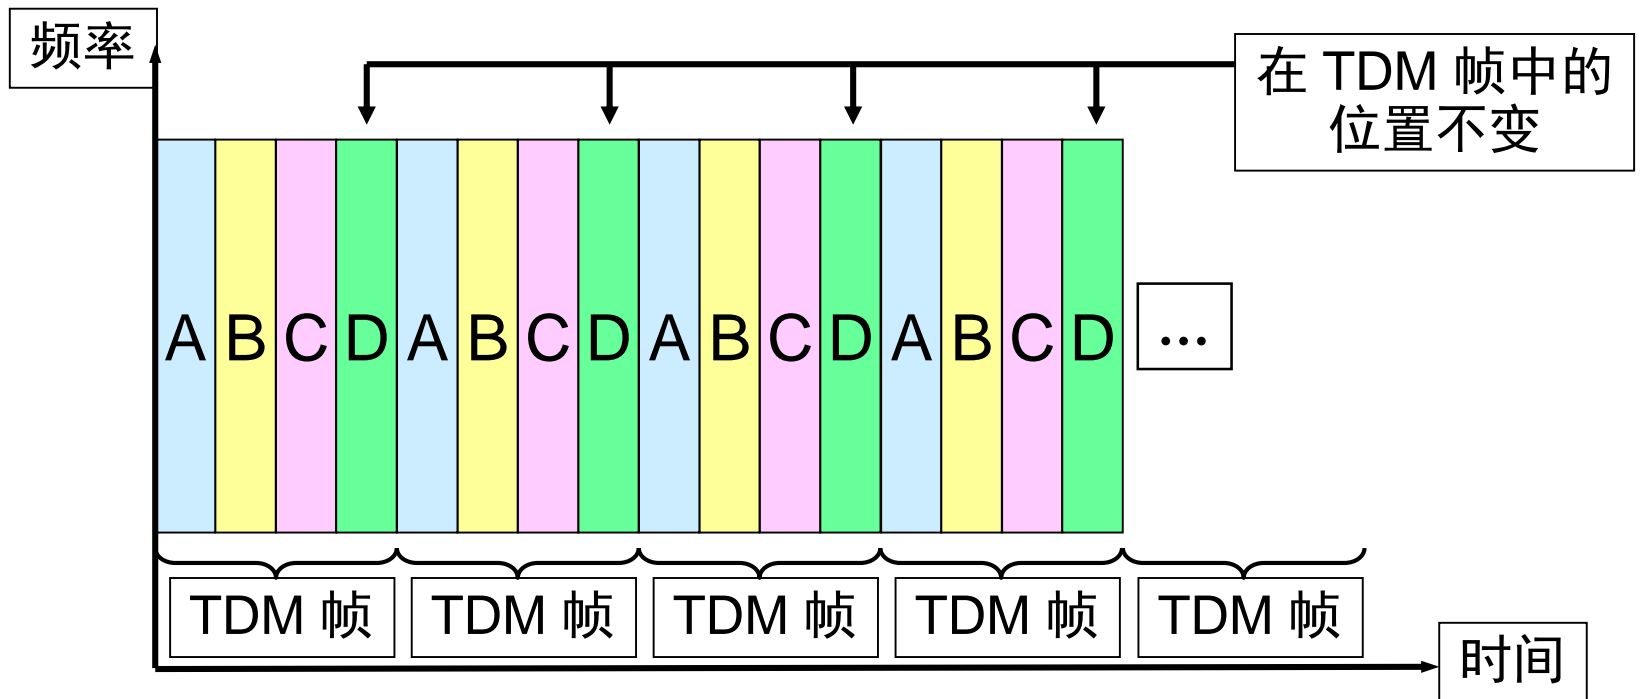 频率
在 TDM 帧中的
位置不变
A B C D A B C D A B C D A B C D ...
TDM 帧 TDM 帧 TDM 帧 TDM 帧 TDM 帧
时间